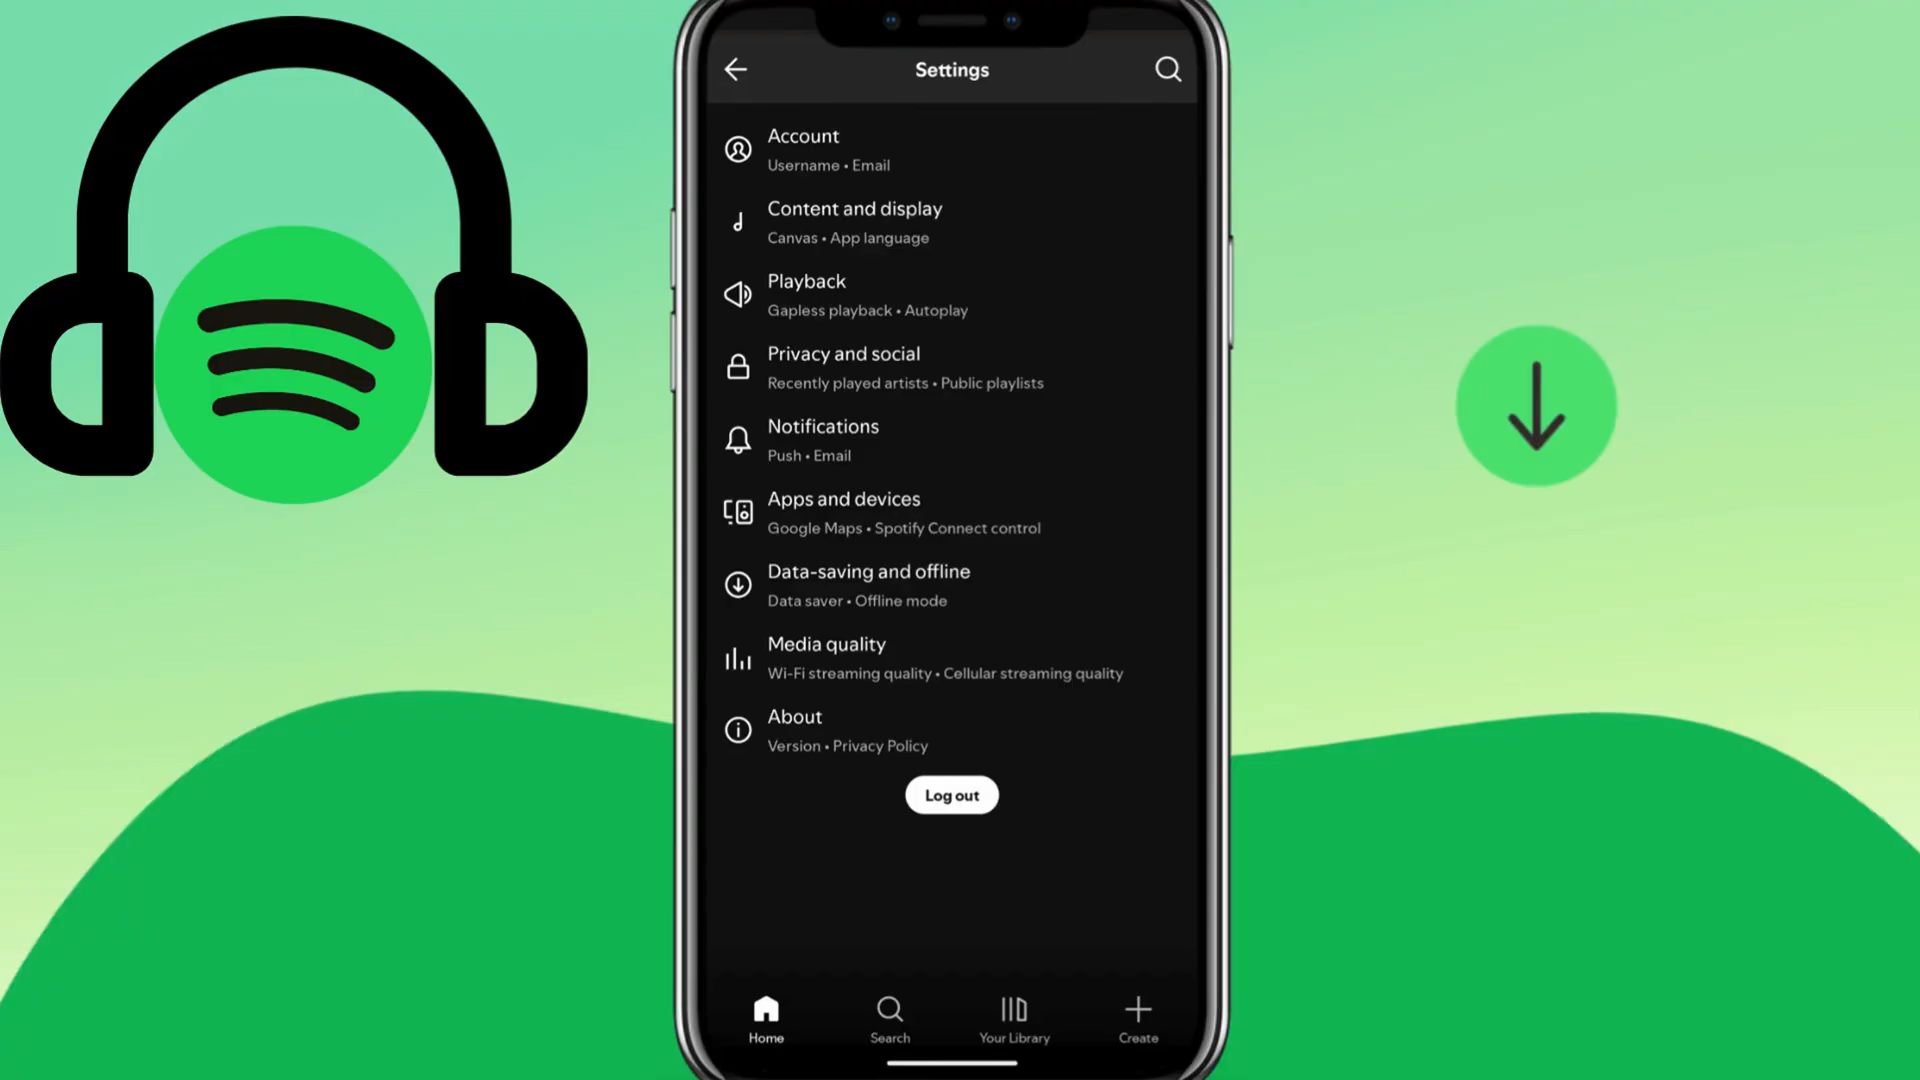 Settings
Account
Username • Email
Content and display
Canvas • App language
Playback
Gapless playback • Autoplay
Privacy and social
Recently played artists • Public playlists
Notifications
Push • Email
Apps and devices
Google Maps • Spotify Connect control
Data-saving and offline
Data saver • Offline mode
Media quality
Wi-Fi streaming quality • Cellular streaming quality
About
Version • Privacy Policy
Log out
Home
Search
Your Library
Create